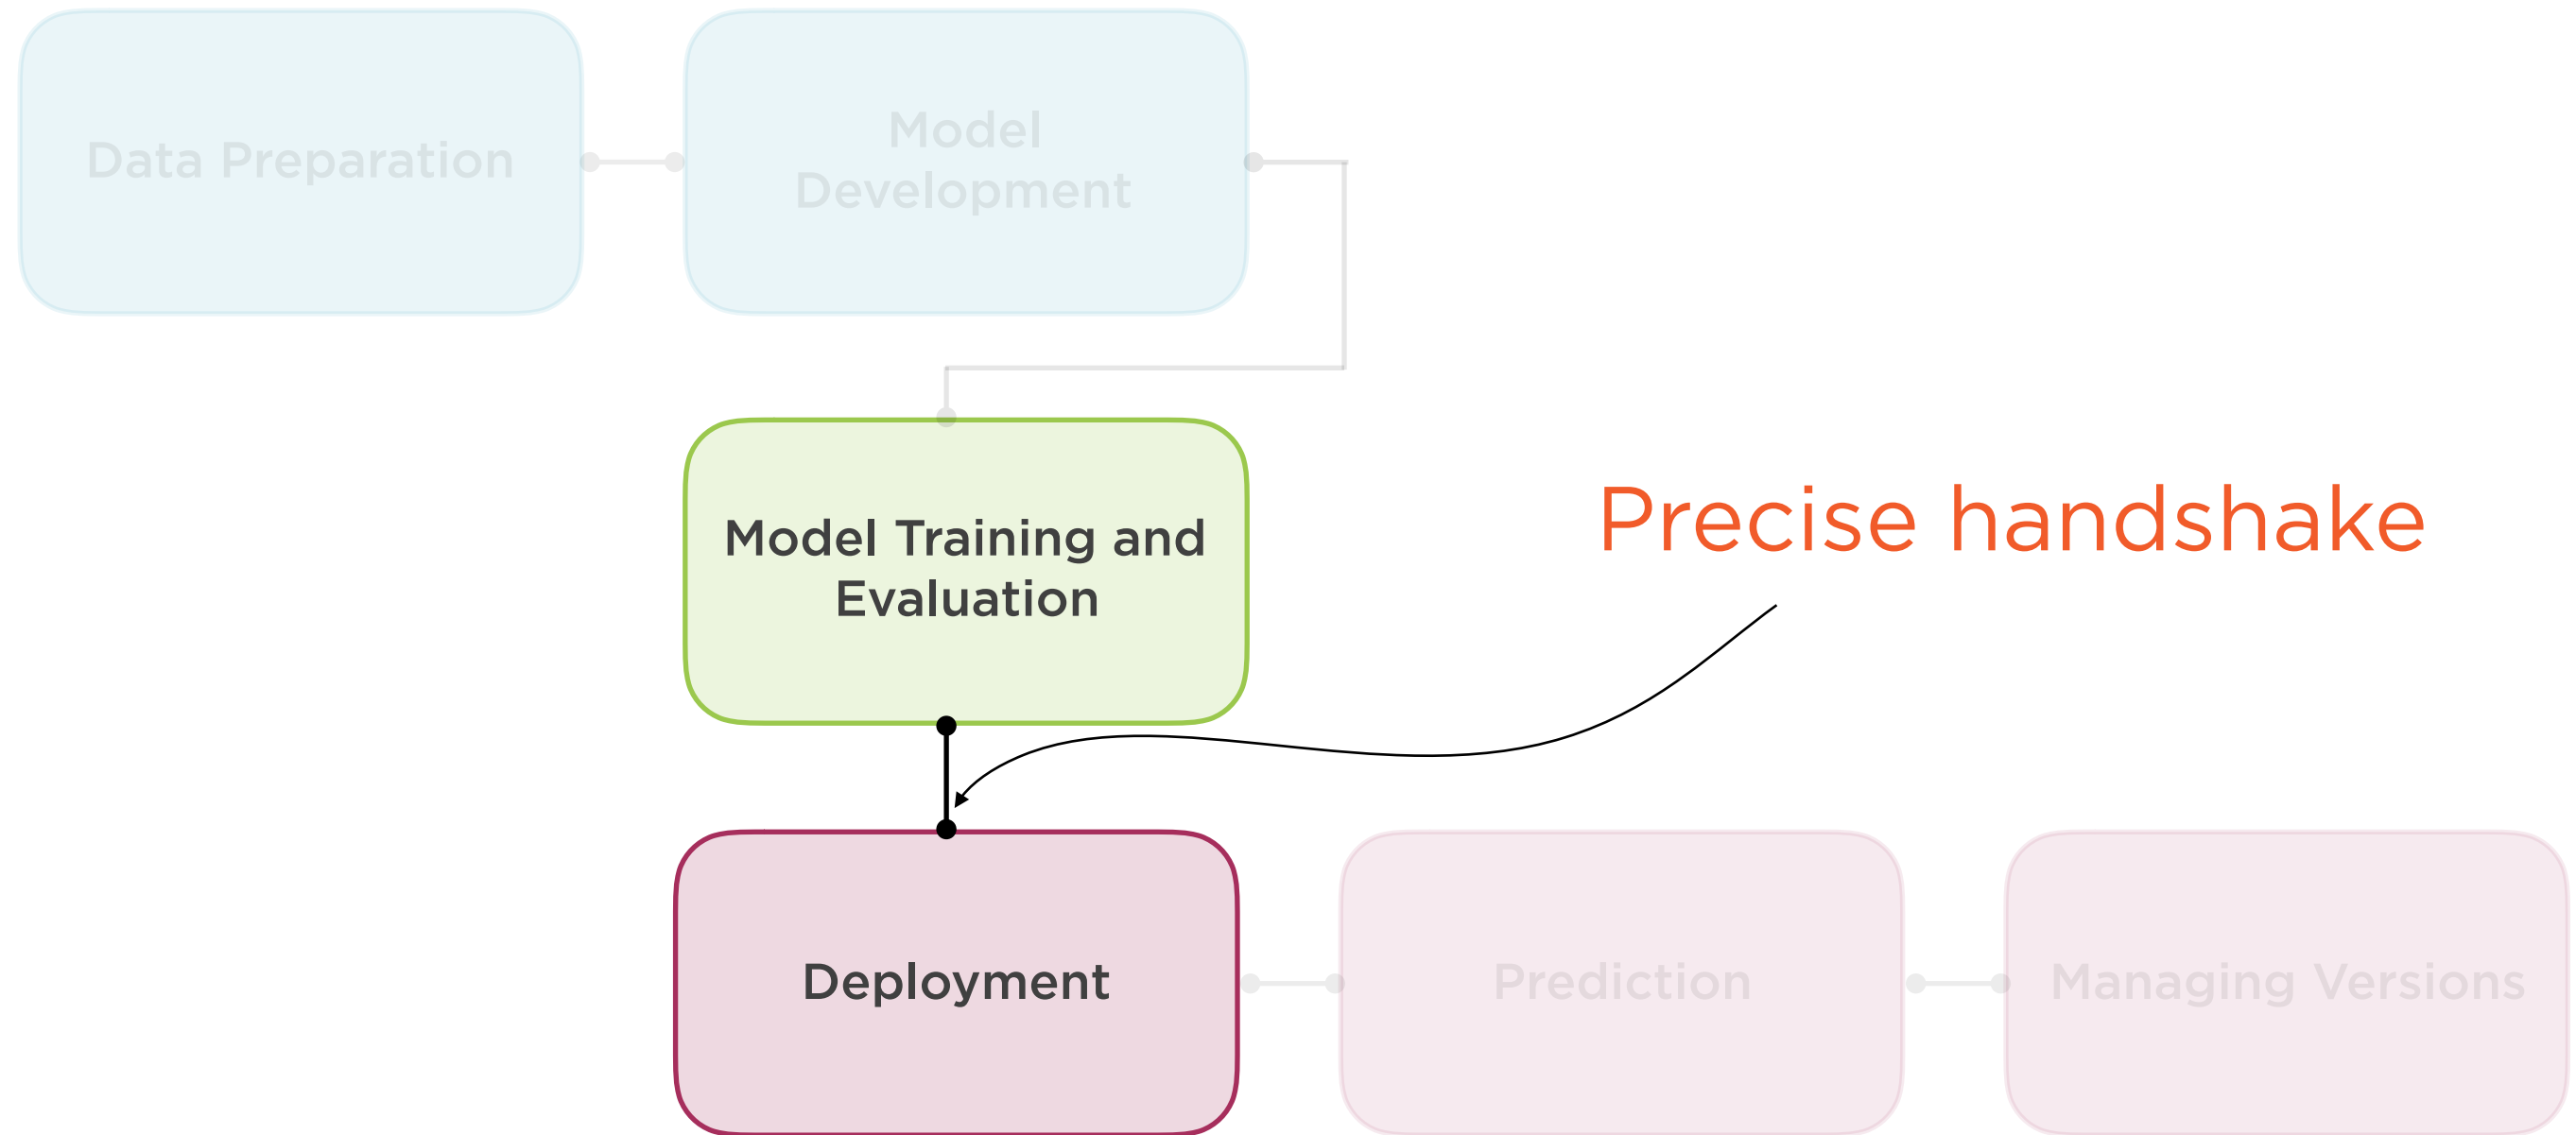 Data Preparation
Model
Development
Model Training and
Evaluation
Precise handshake
Deployment
Prediction
Managing Versions